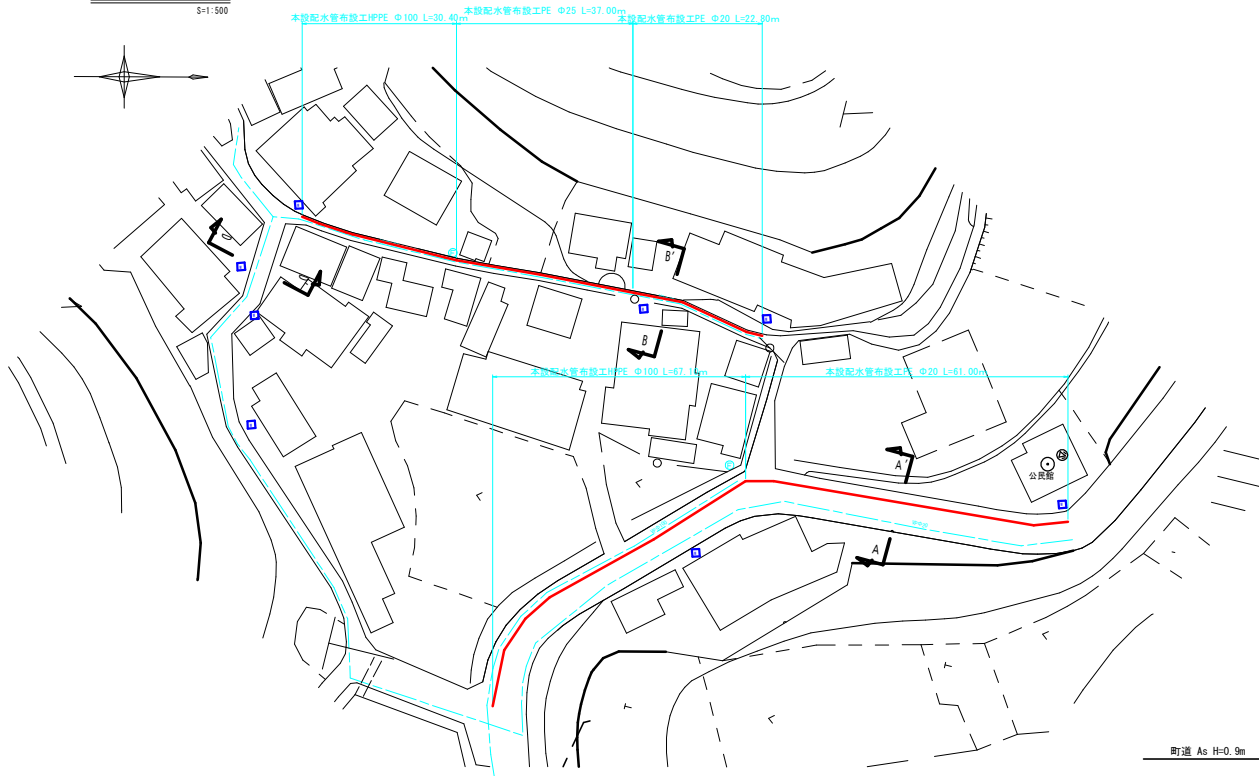 S=1:500
本設配水管布設工HPPE Φ100 L=30.40m
本設配水管布設工PE Φ25 L=37.00m
本設配水管布設工PE Φ20 L=22.80m
B'
B
本設配水管布設工HPPE Φ100 L=67.10m
本設配水管布設工PE Φ20 L=61.00m
A'
公民館
A
町道 As H=0.9m